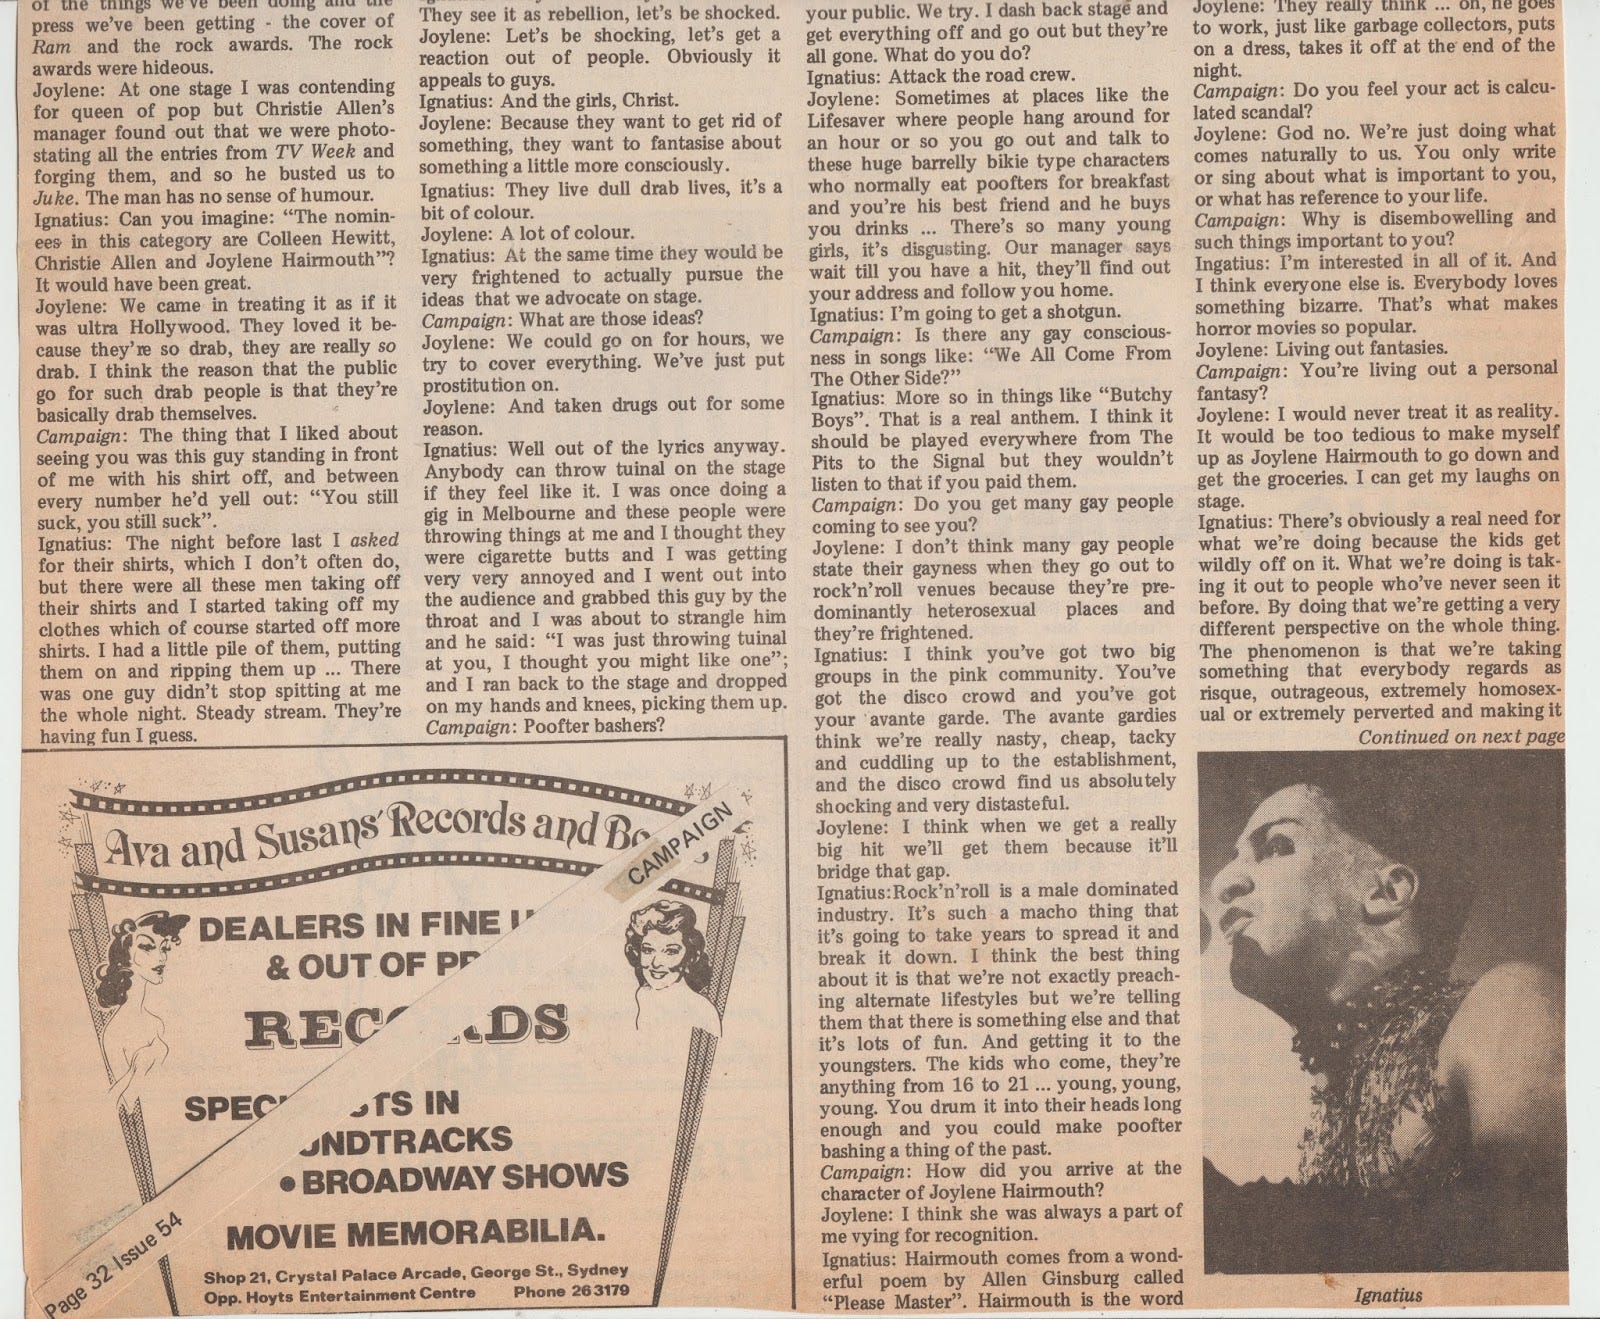 of the things we've been doing and the
press we've been getting - the cover of
Ram and the rock awards. The rock
awards were hideous.
Joylene: At one stage I was contending
for queen of pop but Christie Allen's
manager found out that we were photo-
stating all the entries from TV Week and
forging them, and so he busted us to
Juke. The man has no sense of humour.
Ignatius: Can you imagine: "The nomin-
ees in this category are Colleen Hewitt,
Christie Allen and Joylene Hairmouth"?
It would have been great.
Joylene: We came in treating it as if it
was ultra Hollywood. They loved it be-
cause they're so drab, they are really so
drab. I think the reason that the public
go for such drab people is that they're
basically drab themselves.
Campaign: The thing that I liked about
seeing you was this guy standing in front
of me with his shirt off, and between
every number he'd yell out: "You still
suck, you still suck".
Ignatius: The night before last I asked
for their shirts, which I don't often do,
but there were all these men taking off
their shirts and I started taking off my
clothes which of course started off more
shirts. I had a little pile of them, putting
them on and ripping them up ... There
was one guy didn't stop spitting at me
the whole night. Steady stream. They're
having fun I guess.
They see it as rebellion, let's be shocked.
Joylene: Let's be shocking, let's get a
reaction out of people. Obviously it
appeals to guys.
Ignatius: And the girls, Christ.
Joylene: Because they want to get rid of
something, they want to fantasise about
something a little more consciously.
Ignatius: They live dull drab lives, it's a
bit of colour.
Joylene: A lot of colour.
Ignatius: At the same time they would be
very frightened to actually pursue the
ideas that we advocate on stage.
Campaign: What are those ideas?
Joylene: We could go on for hours, we
try to cover everything. We've just put
prostitution on.
Joylene: And taken drugs out for some
reason.
Ignatius: Well out of the lyrics anyway.
Anybody can throw tuinal on the stage
if they feel like it. I was once doing a
gig in Melbourne and these people were
throwing things at me and I thought they
were cigarette butts and I was getting
very very annoyed and I went out into
the audience and grabbed this guy by the
throat and I was about to strangle him
and he said: "I was just throwing tuinal
at you, I thought you might like one";
and I ran back to the stage and dropped
on my hands and knees, picking them up.
Campaign: Poofter bashers?
your public. We try. I dash back stage and
get everything off and go out but they're
all gone. What do you do?
Ignatius: Attack the road crew.
Joylene: Sometimes at places like the
Lifesaver where people hang around for
an hour or so you go out and talk to
these huge barrelly bikie type characters
who normally eat poofters for breakfast
and you're his best friend and he buys
you drinks ... There's so many young
girls, it's disgusting. Our manager says
wait till you have a hit, they'll find out
your address and follow you home.
Ignatius: I'm going to get a shotgun.
Campaign: Is there any gay conscious-
ness in songs like: "We All Come From
The Other Side?"
Ignatius: More so in things like "Butchy
Boys". That is a real anthem. I think it
should be played everywhere from The
Pits to the Signal but they wouldn't
listen to that if you paid them.
Campaign: Do you get many gay people
coming to see you?
Joylene: I don't think many gay people
state their gayness when they go out to
rock'n'roll venues because they're pre-
dominantly heterosexual places and
they're frightened.
Ignatius: I think you've got two big
groups in the pink community. You've
got the disco crowd and you've got
your avante garde. The avante gardies
think we're really nasty, cheap, tacky
and cuddling up to the establishment,
and the disco crowd find us absolutely
shocking and very distasteful.
Joylene: I think when we get a really
big hit we'll get them because it'll
bridge that gap.
Ignatius:Rock'n'roll is a male dominated
industry. It's such a macho thing that
it's going to take years to spread it and
break it down. I think the best thing
about it is that we're not exactly preach-
ing alternate lifestyles but we're telling
them that there is something else and that
it's lots of fun. And getting it to the
youngsters. The kids who come, they're
anything from 16 to 21 ... young, young,
young. You drum it into their heads long
enough and you could make poofter
bashing a thing of the past.
Campaign: How did you arrive at the
character of Joylene Hairmouth?
Joylene: I think she was always a part of
me vying for recognition.
Ignatius: Hairmouth comes from a wond-
erful poem by Allen Ginsburg called
"Please Master". Hairmouth is the word
Joylene: They really think ... oh, he goes
to work, just like garbage collectors, puts
on a dress, takes it off at the end of the
night.
Campaign: Do you feel your act is calcu-
lated scandal?
Joylene: God no. We're just doing what
comes naturally to us. You only write
or sing about what is important to you,
or what has reference to your life.
Campaign: Why is disembowelling and
such things important to you?
Ingatius: I'm interested in all of it. And
I think everyone else is. Everybody loves
something bizarre. That's what makes
horror movies so popular.
Joylene: Living out fantasies.
Campaign: You're living out a personal
fantasy?
Joylene: I would never treat it as reality.
It would be too tedious to make myself
up as Joylene Hairmouth to go down and
get the groceries. I can get my laughs on
stage.
Ignatius: There's obviously a real need for
what we're doing because the kids get
wildly off on it. What we're doing is tak-
ing it out to people who've never seen it
before. By doing that we're getting a very
different perspective on the whole thing.
The phenomenon is that we're taking
something that everybody regards as
risque, outrageous, extremely homosex-
ual or extremely perverted and making it
Continued on next page
Ignatius
Ava and Susans' Records and
CAMPAIGN
DEALERS IN FINE
& OUT OF
RECORDS
SPECIALISTS IN
SOUNDTRACKS
• BROADWAY SHOWS
MOVIE MEMORABILIA.
Shop 21, Crystal Palace Arcade, George St., Sydney
Opp. Hoyts Entertainment Centre Phone 26 3179
Page 32 Issue 54